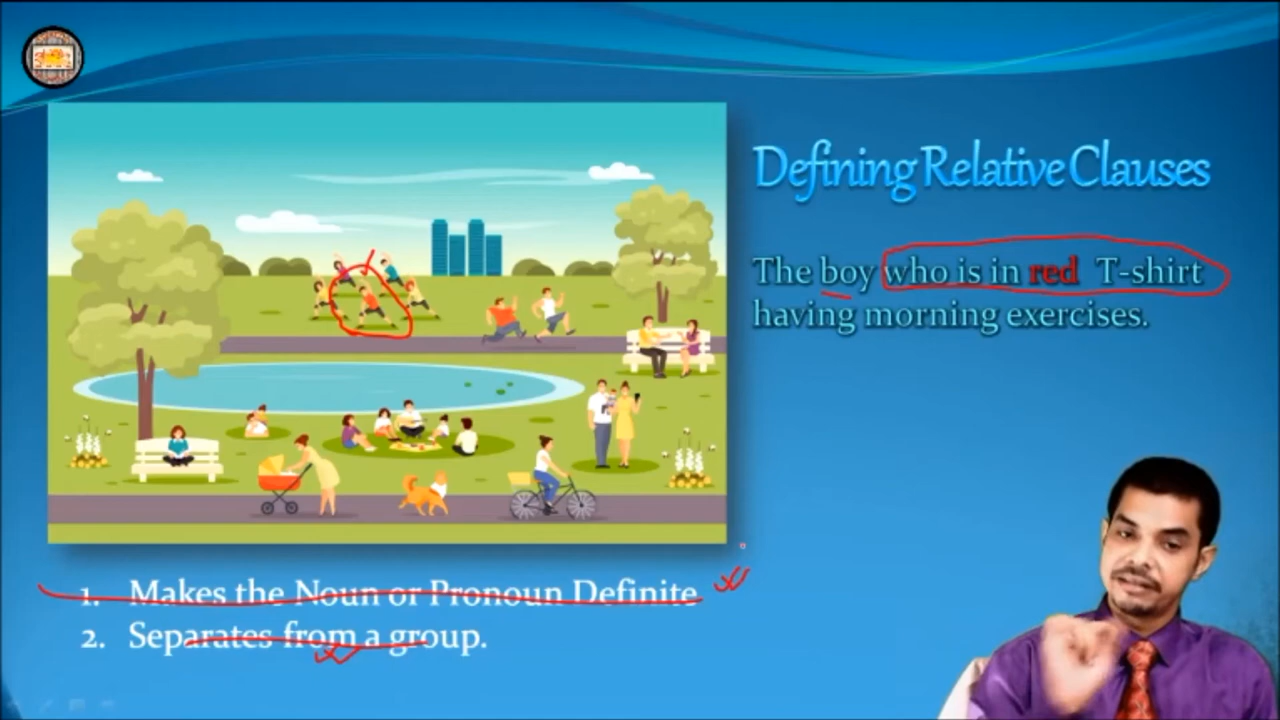 Defining Relative Clauses
The boy who is in red T-shirt
having morning exercises.
1. Makes the Noun or Pronoun Definite
2. Separates from a group.